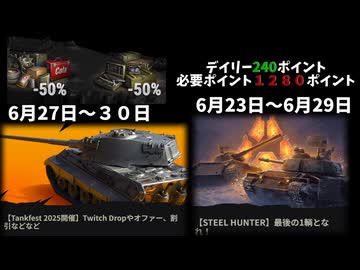 -50%
-50%
デイリー240ポイント
必要ポイント1280ポイント
6月27日~30日
6月23日~6月29日
【Tankfest 2025開催】Twitch Dropやオファー、割引などなど
【STEEL HUNTER】最後の1輌となれ!